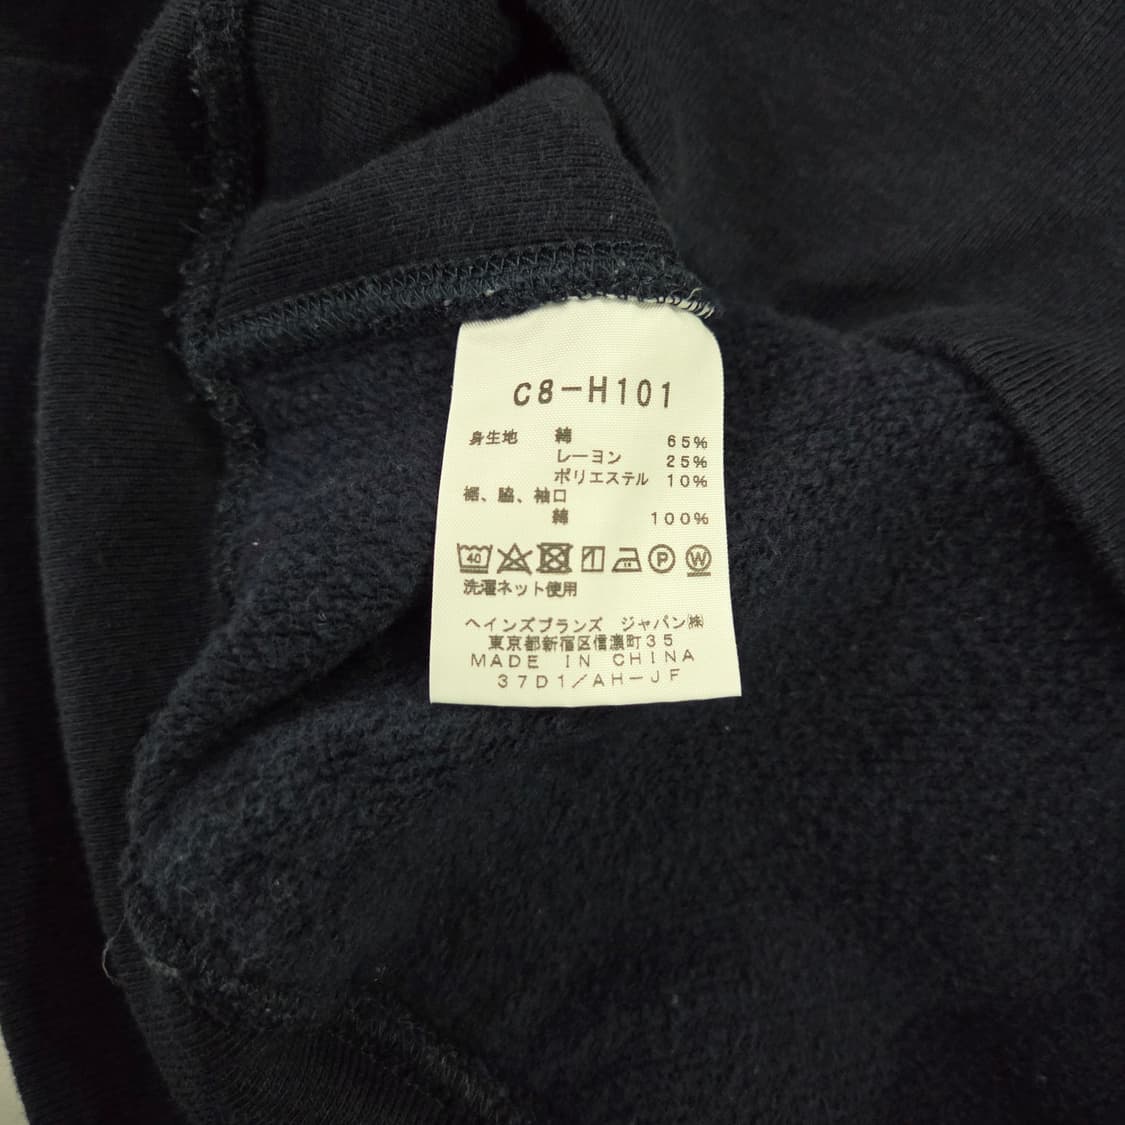 C8-H101
身生地 綿 65%
レーヨン 25%
ポリエステル 10%
裾、脇、袖口
綿 100%
40 P W
洗濯ネット使用
ヘインズブランズ ジャパン㈱
東京都新宿区信濃町35
MADE IN CHINA
37D1/AH-JF